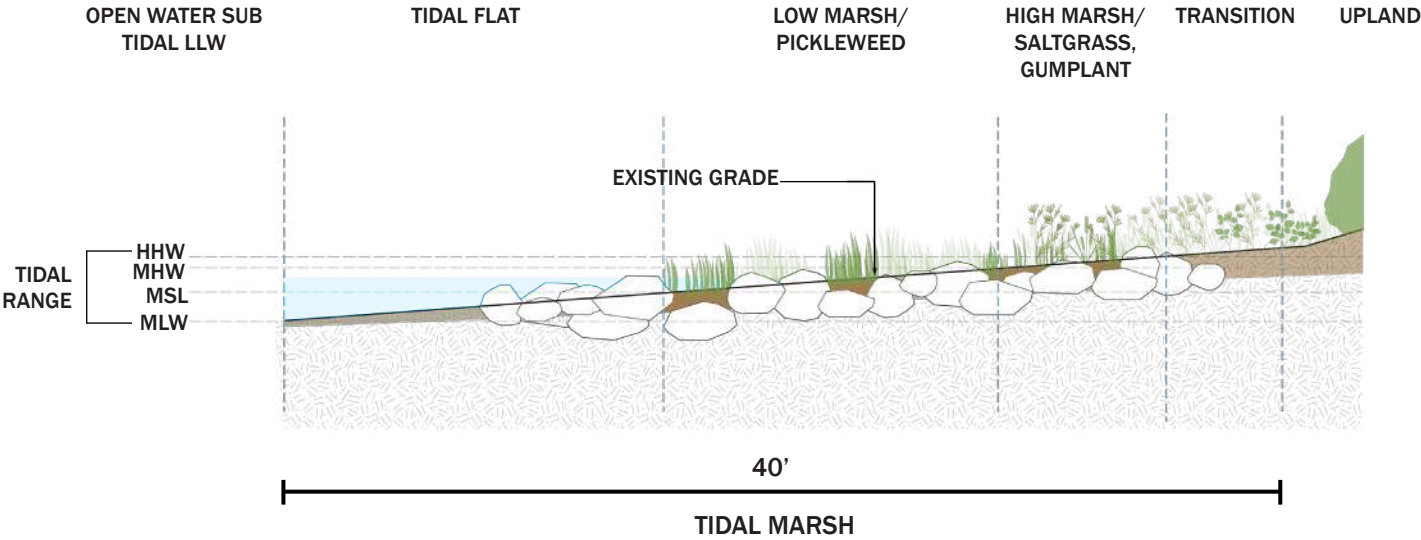 OPEN WATER SUB
TIDAL LLW
TIDAL FLAT
LOW MARSH/
PICKLEWEED
HIGH MARSH/
SALTGRASS,
GUMPLANT
TRANSITION
UPLAND
EXISTING GRADE
TIDAL
RANGE
HHW
MHW
MSL
MLW
40’
TIDAL MARSH